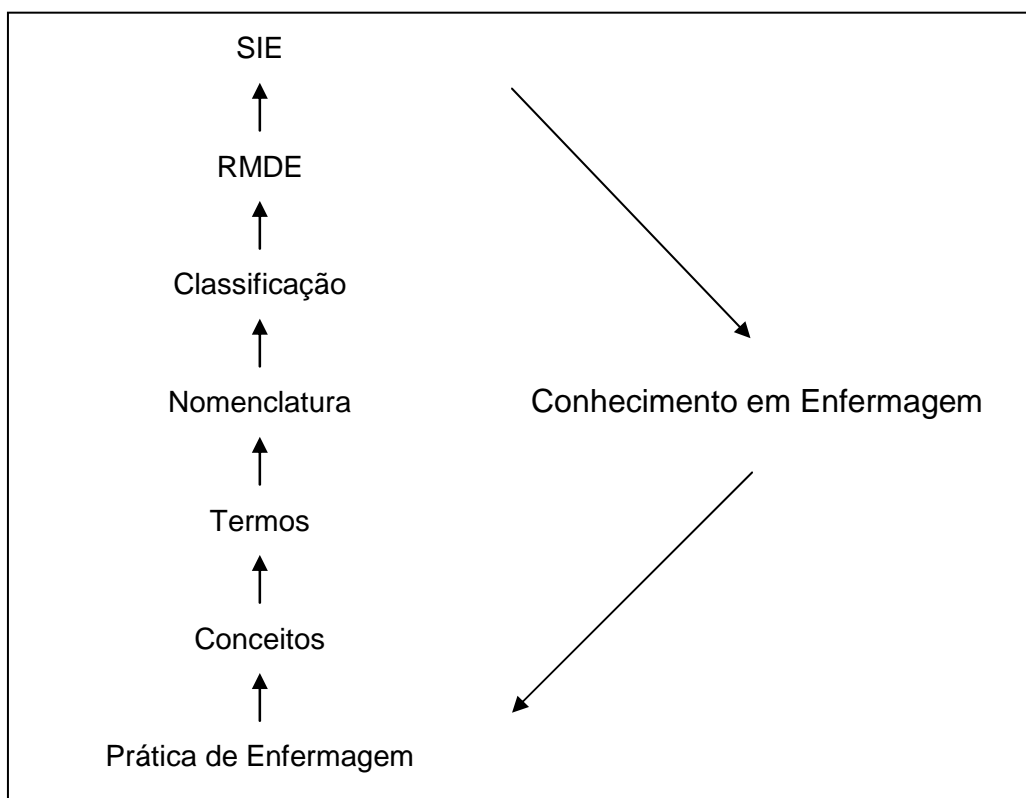 SIE
RMDE
Classificação
Nomenclatura
Conhecimento em Enfermagem
Termos
Conceitos
Prática de Enfermagem